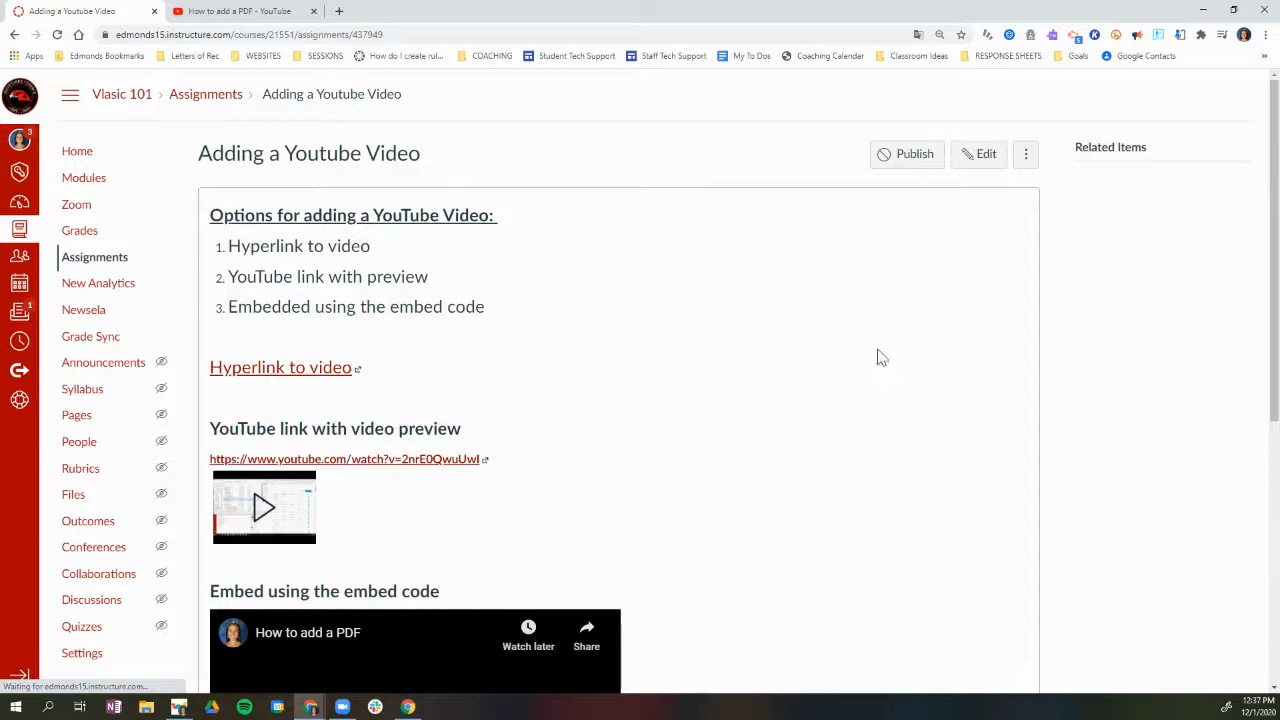 Adding a Youtube Video
How to add a PDF - YouTube
edmonds15.instructure.com/courses/21551/assignments/437949
Apps
Edmonds Bookmarks
Letters of Rec
WEBSITES
SESSIONS
How do I create rul...
COACHING
Student Tech Support
Staff Tech Support
My To Dos
Coaching Calendar
Classroom Ideas
RESPONSE SHEETS
Goals
Google Contacts
Vlasic 101 › Assignments › Adding a Youtube Video
3
1
Home
Modules
Zoom
Grades
Assignments
New Analytics
Newsela
Grade Sync
Announcements
Syllabus
Pages
People
Rubrics
Files
Outcomes
Conferences
Collaborations
Discussions
Quizzes
Settings
Adding a Youtube Video
Publish
Edit
Related Items
Options for adding a YouTube Video:
1. Hyperlink to video
2. YouTube link with preview
3. Embedded using the embed code
Hyperlink to video
YouTube link with video preview
https://www.youtube.com/watch?v=2nrE0QwuUwI
Embed using the embed code
How to add a PDF
Watch later
Share
Waiting for edmonds15.instructure.com...
12:37 PM
12/1/2020